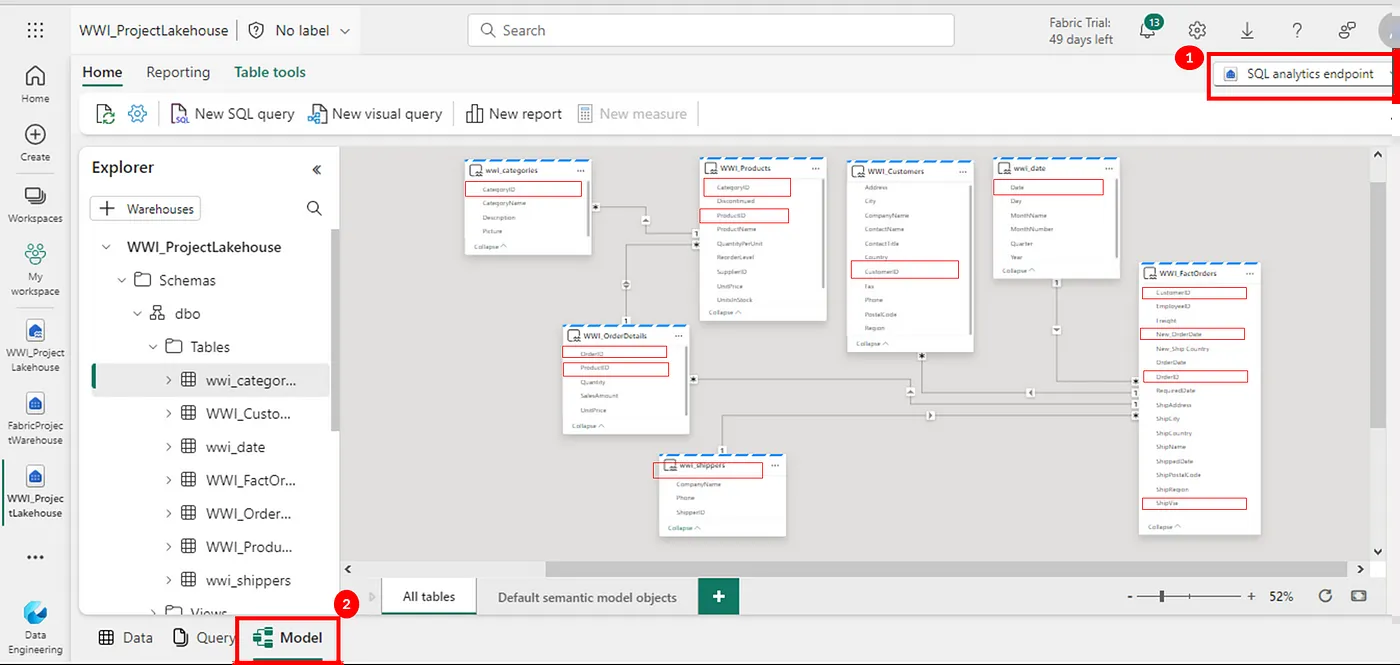 WWI_ProjectLakehouse
No label
Search
Fabric Trial:
49 days left
13
1
SQL analytics endpoint
Home
Reporting
Table tools
New SQL query
New visual query
New report
New measure
Home
Create
Workspaces
My
workspace
WWI_Project
Lakehouse
FabricProjec
tWarehouse
WWI_Projec
tLakehouse
Data
Engineering
Explorer
Warehouses
WWI_ProjectLakehouse
Schemas
dbo
Tables
wwi_categor...
WWI_Custo...
wwi_date
WWI_FactOr...
WWI_Order...
WWI_Produ...
wwi_shippers
Views
wwi_categories
CategoryID
CategoryName
Description
Picture
Collapse
WWI_Products
CategoryID
Discontinued
ProductID
ProductName
QuantityPerUnit
ReorderLevel
SupplierID
UnitPrice
UnitsInStock
Collapse
WWI_Customers
Address
City
CompanyName
ContactName
ContactTitle
Country
CustomerID
Fax
Phone
PostalCode
Region
Collapse
wwi_date
Date
Day
MonthName
MonthNumber
Quarter
Year
Collapse
WWI_OrderDetails
OrderID
ProductID
Quantity
SalesAmount
UnitPrice
Collapse
wwi_shippers
CompanyName
Phone
ShipperID
Collapse
WWI_FactOrders
CustomerID
EmployeeID
Freight
New_OrderDate
New_Ship Country
OrderDate
OrderID
RequiredDate
ShipAddress
ShipCity
ShipCountry
ShipName
ShippedDate
ShipPostalCode
ShipRegion
ShipVia
Collapse
All tables
Default semantic model objects
52%
2
Data
Query
Model